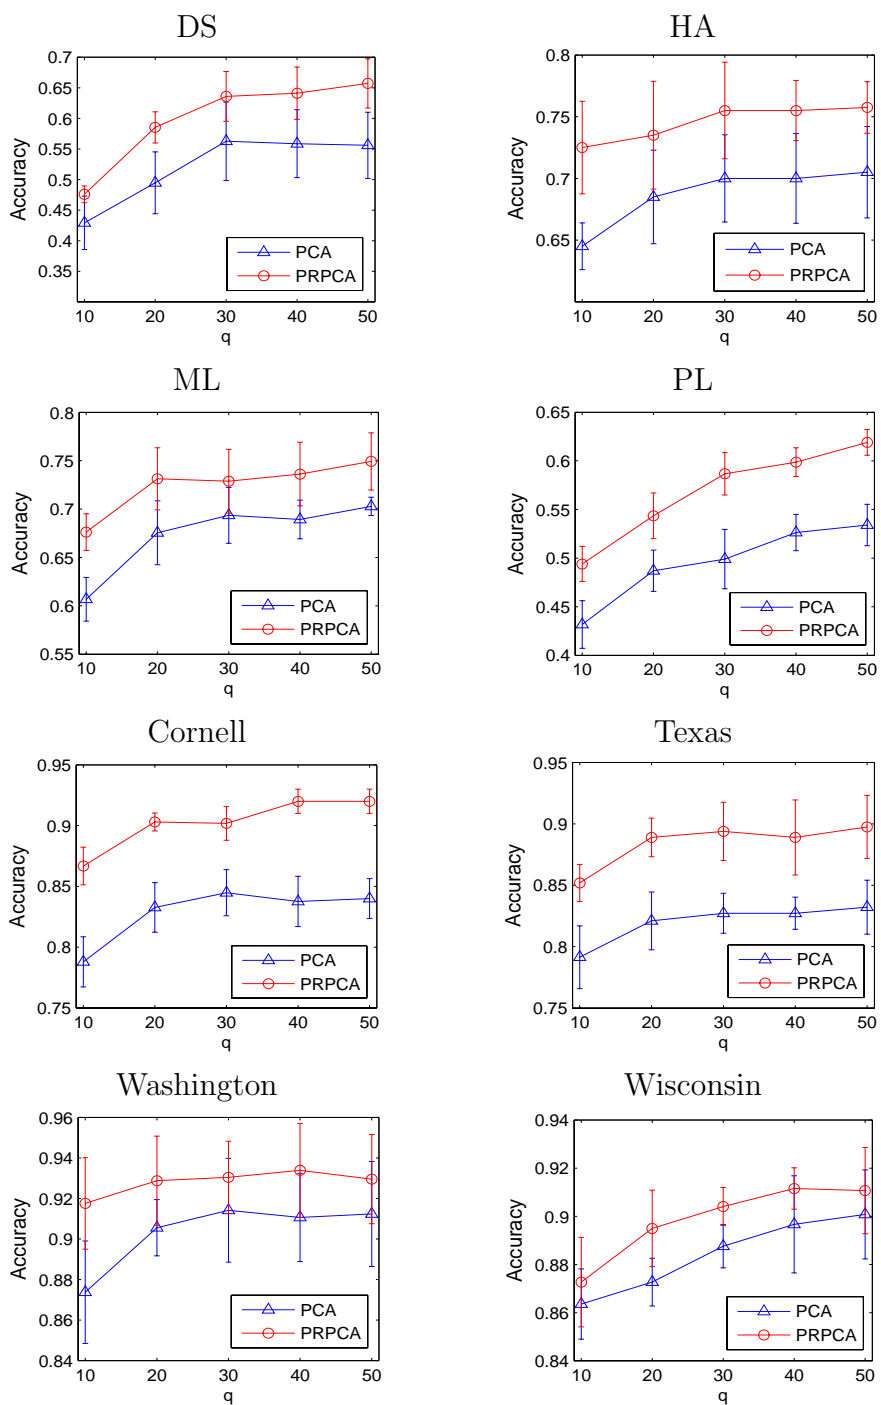 DS
0.7
0.65
0.6
0.55
0.5
0.45
0.4
0.35
Accuracy
PCA
PRPCA
10 20 30 40 50
q
HA
0.8
0.75
0.7
0.65
Accuracy
PCA
PRPCA
10 20 30 40 50
q
ML
0.8
0.75
0.7
0.65
0.6
0.55
Accuracy
PCA
PRPCA
10 20 30 40 50
q
PL
0.65
0.6
0.55
0.5
0.45
0.4
Accuracy
PCA
PRPCA
10 20 30 40 50
q
Cornell
0.95
0.9
0.85
0.8
0.75
Accuracy
PCA
PRPCA
10 20 30 40 50
q
Texas
0.95
0.9
0.85
0.8
0.75
Accuracy
PCA
PRPCA
10 20 30 40 50
q
Washington
0.96
0.94
0.92
0.9
0.88
0.86
0.84
Accuracy
PCA
PRPCA
10 20 30 40 50
q
Wisconsin
0.94
0.92
0.9
0.88
0.86
0.84
Accuracy
PCA
PRPCA
10 20 30 40 50
q